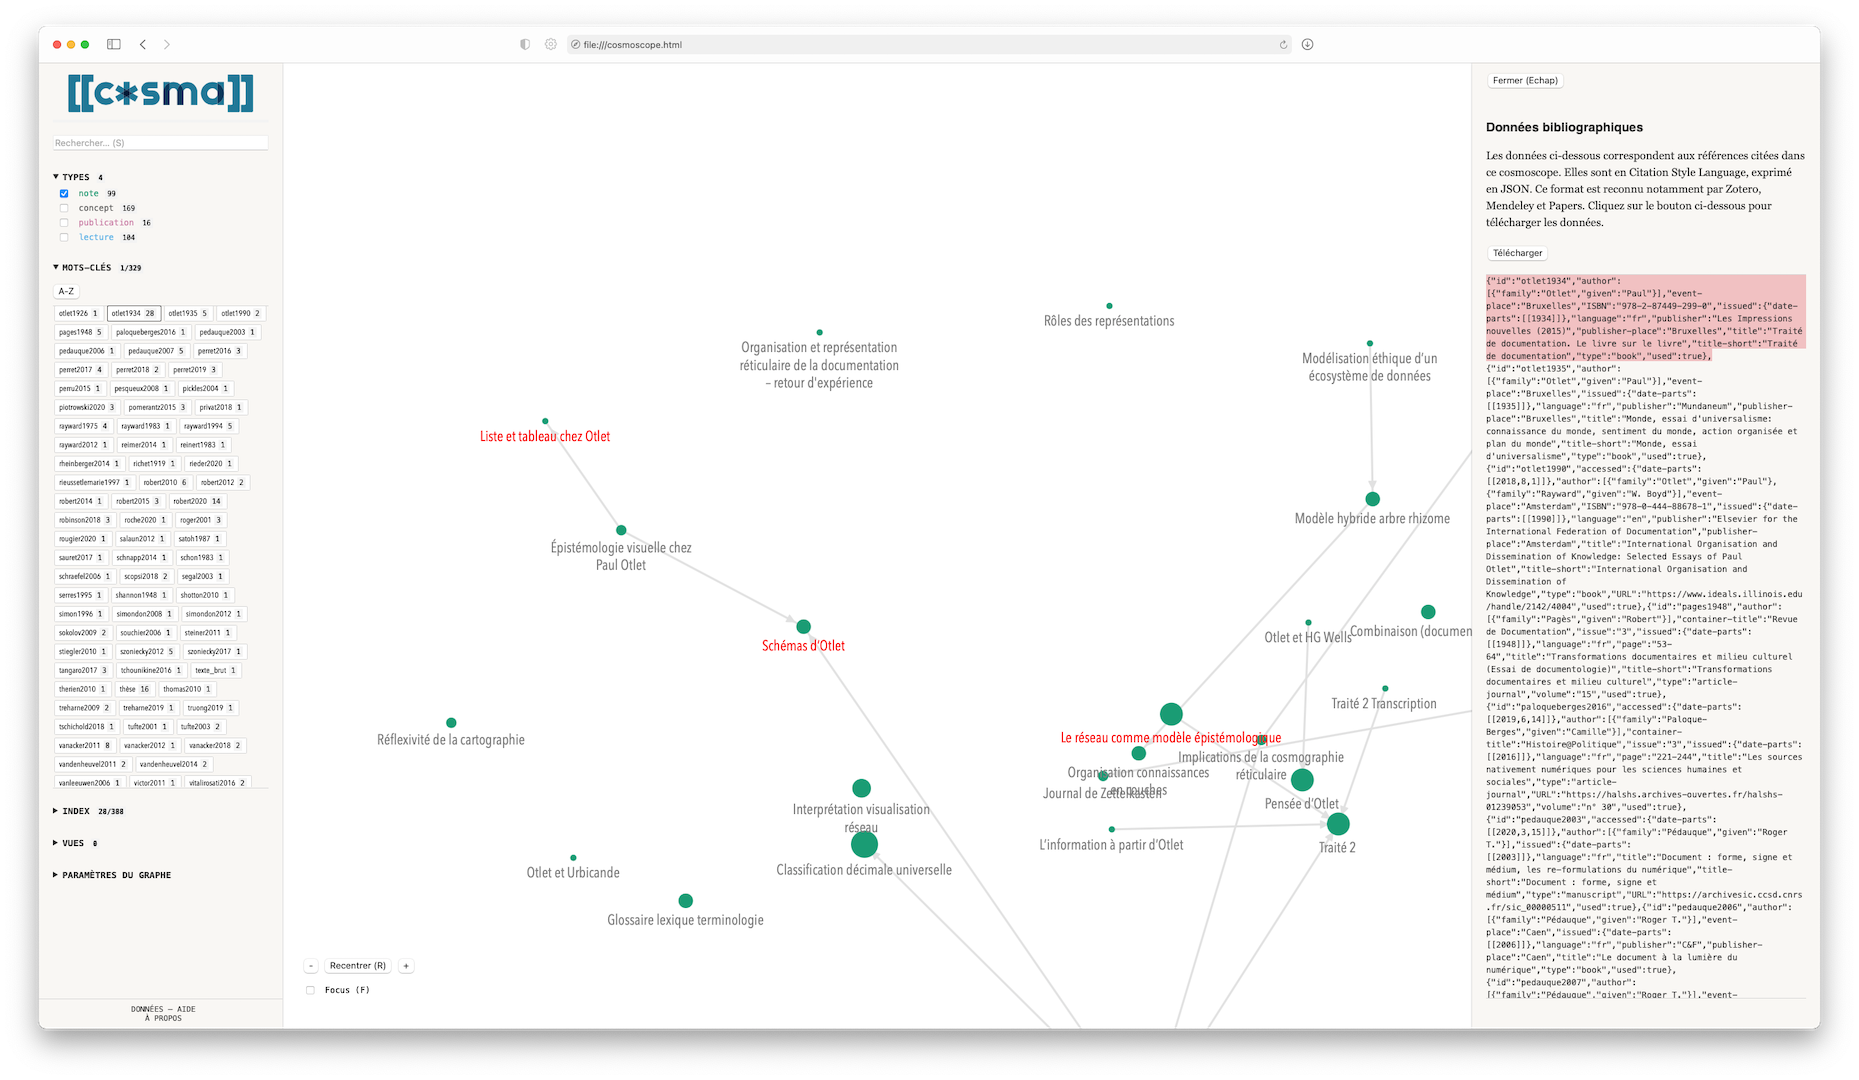 file:///cosmoscope.html
[[c*sma]]
Rechercher... (S)
TYPES 4
note 99
concept 169
publication 16
lecture 104
MOTS-CLÉS 1/329
A-Z
otlet1926 1 otlet1934 28 otlet1935 5 otlet1990 2
pages1948 5 paloqueberges2016 1 pedauque2003 1
pedauque2006 1 pedauque2007 5 perret2016 3
perret2017 4 perret2018 2 perret2019 3
perru2015 1 pesqueux2008 1 pickles2004 1
piotrowski2020 3 pomerantz2015 3 privat2018 1
rayward1975 4 rayward1983 1 rayward1994 5
rayward2012 1 reimer2014 1 reinert1983 1
rheinberger2014 1 richet1919 1 rieder2020 1
rieussetlemarie1997 1 robert2010 6 robert2012 2
robert2014 1 robert2015 3 robert2020 14
robinson2018 3 roche2020 1 roger2001 3
rougier2020 1 salaun2012 1 satoh1987 1
sauret2017 1 schnapp2014 1 schon1983 1
schraefel2006 1 scopsi2018 2 segal2003 1
serres1995 1 shannon1948 1 shotton2010 1
simon1996 1 simondon2008 1 simondon2012 1
sokolov2009 2 souchier2006 1 steiner2011 1
stiegler2010 1 szoniecky2012 5 szoniecky2017 1
tangaro2017 3 tchounikine2016 1 texte_brut 1
therien2010 1 thèse 16 thomas2010 1
treharne2009 2 treharne2019 1 truong2019 1
tschichold2018 1 tufte2001 1 tufte2003 2
vanacker2011 8 vanacker2012 1 vanacker2018 2
vandenheuvel2011 2 vandenheuvel2014 2
vanleeuwen2006 1 victor2011 1 vitalirosati2016 2
INDEX 28/388
VUES 0
PARAMÈTRES DU GRAPHE
DONNÉES – AIDE
À PROPOS
Rôles des représentations
Organisation et représentation
réticulaire de la documentation
– retour d'expérience
Modélisation éthique d'un
écosystème de données
Liste et tableau chez Otlet
Modèle hybride arbre rhizome
Épistémologie visuelle chez
Paul Otlet
Schémas d'Otlet
Otlet et HG Wells
Combinaison (documen
Traité 2 Transcription
Réflexivité de la cartographie
Le réseau comme modèle épistémologique
Implications de la cosmographie
réticulaire
Organisation connaissances
en couches
Journal de Zettelkasten
Pensée d'Otlet
Interprétation visualisation
réseau
L'information à partir d'Otlet
Traité 2
Otlet et Urbicande
Classification décimale universelle
Glossaire lexique terminologie
- Recentrer (R) +
Focus (F)
Fermer (Echap)
Données bibliographiques
Les données ci-dessous correspondent aux références citées dans
ce cosmoscope. Elles sont en Citation Style Language, exprimé
en JSON. Ce format est reconnu notamment par Zotero,
Mendeley et Papers. Cliquez sur le bouton ci-dessous pour
télécharger les données.
Télécharger
{"id":"otlet1934","author":
[{"family":"Otlet","given":"Paul"}],"event-
place":"Bruxelles","ISBN":"978-2-87449-299-0","issued":{"date-
parts":[[1934]]},"language":"fr","publisher":"Les Impressions
nouvelles (2015)","publisher-place":"Bruxelles","title":"Traité
de documentation. Le livre sur le livre","title-short":"Traité
de documentation","type":"book","used":true},
{"id":"otlet1935","author":
[{"family":"Otlet","given":"Paul"}],"event-
place":"Bruxelles","issued":{"date-parts":
[[1935]]},"language":"fr","publisher":"Mundaneum","publisher-
place":"Bruxelles","title":"Monde, essai d'universalisme:
connaissance du monde, sentiment du monde, action organisée et
plan du monde","title-short":"Monde, essai
d'universalisme","type":"book","used":true},
{"id":"otlet1990","accessed":{"date-parts":
[[2018,8,1]]},"author":[{"family":"Otlet","given":"Paul"},
{"family":"Rayward","given":"W. Boyd"}],"event-
place":"Amsterdam","ISBN":"978-0-444-88678-1","issued":{"date-
parts":[[1990]]},"language":"en","publisher":"Elsevier for the
International Federation of Documentation","publisher-
place":"Amsterdam","title":"International Organisation and
Dissemination of Knowledge: Selected Essays of Paul
Otlet","title-short":"International Organisation and
Dissemination of
Knowledge","type":"book","URL":"https://www.ideals.illinois.edu
/handle/2142/4004","used":true},{"id":"pages1948","author":
[{"family":"Pagès","given":"Robert"}],"container-title":"Revue
de Documentation","issue":"3","issued":{"date-parts":
[[1948]]},"language":"fr","page":"53-
64","title":"Transformations documentaires et milieu culturel
(Essai de documentologie)","title-short":"Transformations
documentaires et milieu culturel","type":"article-
journal","volume":"15","used":true},
{"id":"paloqueberges2016","accessed":{"date-parts":
[[2019,6,14]]},"author":[{"family":"Paloque-
Berges","given":"Camille"}],"container-
title":"Histoire@Politique","issue":"3","issued":{"date-parts":
[[2016]]},"language":"fr","page":"221-244","title":"Les sources
nativement numériques pour les sciences humaines et
sociales","type":"article-
journal","URL":"https://halshs.archives-ouvertes.fr/halshs-
01239053","volume":"n° 30","used":true},
{"id":"pedauque2003","accessed":{"date-parts":
[[2020,3,15]]},"author":[{"family":"Pédauque","given":"Roger
T."}],"issued":{"date-parts":
[[2003]]},"language":"fr","title":"Document : forme, signe et
médium, les re-formulations du numérique","title-
short":"Document : forme, signe et
médium","type":"manuscript","URL":"https://archivesic.ccsd.cnrs
.fr/sic_00000511","used":true},{"id":"pedauque2006","author":
[{"family":"Pédauque","given":"Roger T."}],"event-
place":"Caen","issued":{"date-parts":
[[2006]]},"language":"fr","publisher":"C&F","publisher-
place":"Caen","title":"Le document à la lumière du
numérique","type":"book","used":true},
{"id":"pedauque2007","author":
[{"family":"Pédauque","given":"Roger T."}],"event-